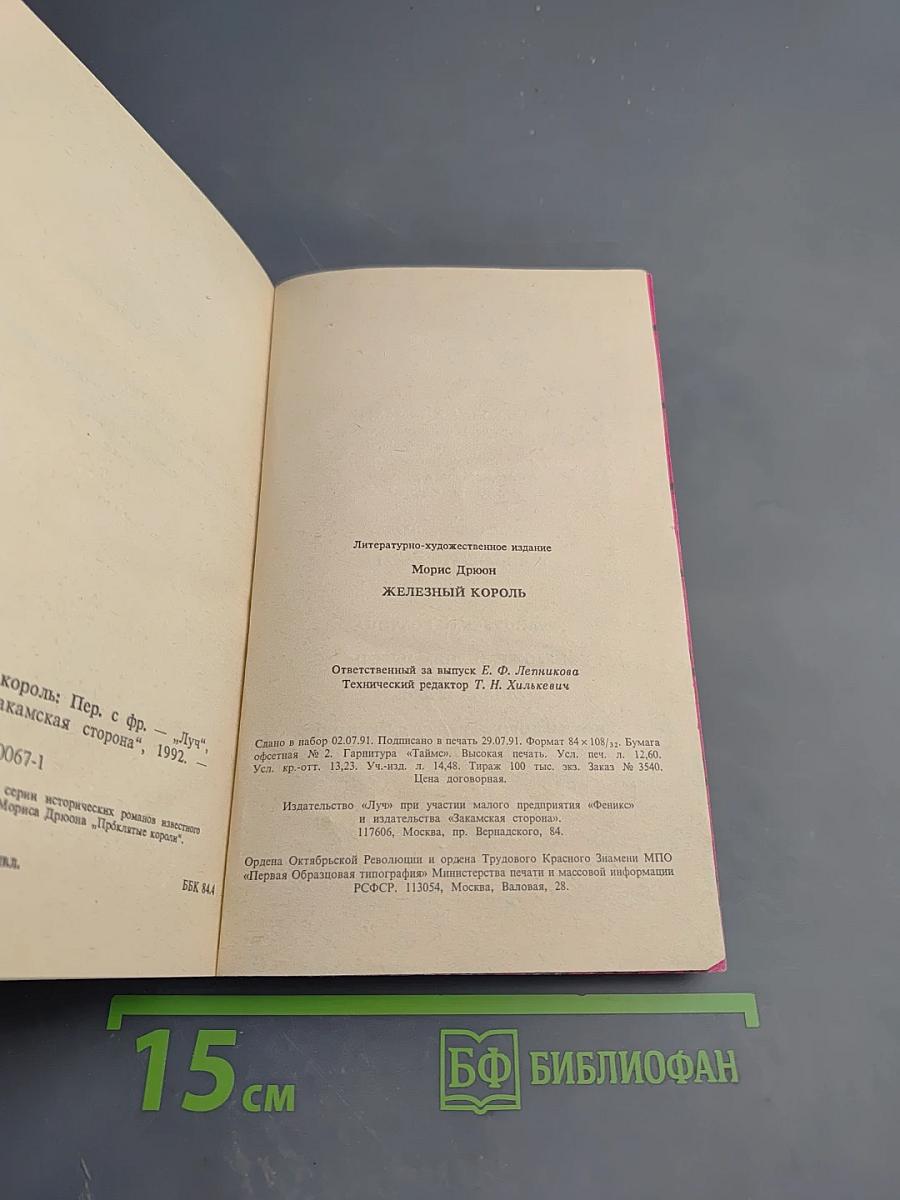 король: Пер. с фр. — „Луч“,
сторона“, 1992. —
0067-1
серии исторических романов известного
Мориса Дрюона „Про́клятые короли“.
ББК 84.4
Литературно-художественное издание
Морис Дрюон
ЖЕЛЕЗНЫЙ КОРОЛЬ
Ответственный за выпуск Е. Ф. Лепникова
Технический редактор Т. Н. Хилькевич
Сдано в набор 02.07.91. Подписано в печать 29.07.91. Формат 84×108/32. Бумага
офсетная № 2. Гарнитура «Таймс». Высокая печать. Усл. печ. л. 12,60.
Усл. кр.-отт. 13,23. Уч.-изд. л. 14,48. Тираж 100 тыс. экз. Заказ № 3540.
Цена договорная.
Издательство «Луч» при участии малого предприятия «Феникс»
и издательства «Закамская сторона».
117606, Москва, пр. Вернадского, 84.
Ордена Октябрьской Революции и ордена Трудового Красного Знамени МПО
«Первая Образцовая типография» Министерства печати и массовой информации
РСФСР. 113054, Москва, Валовая, 28.
15 см
БФ БИБЛИОФАН